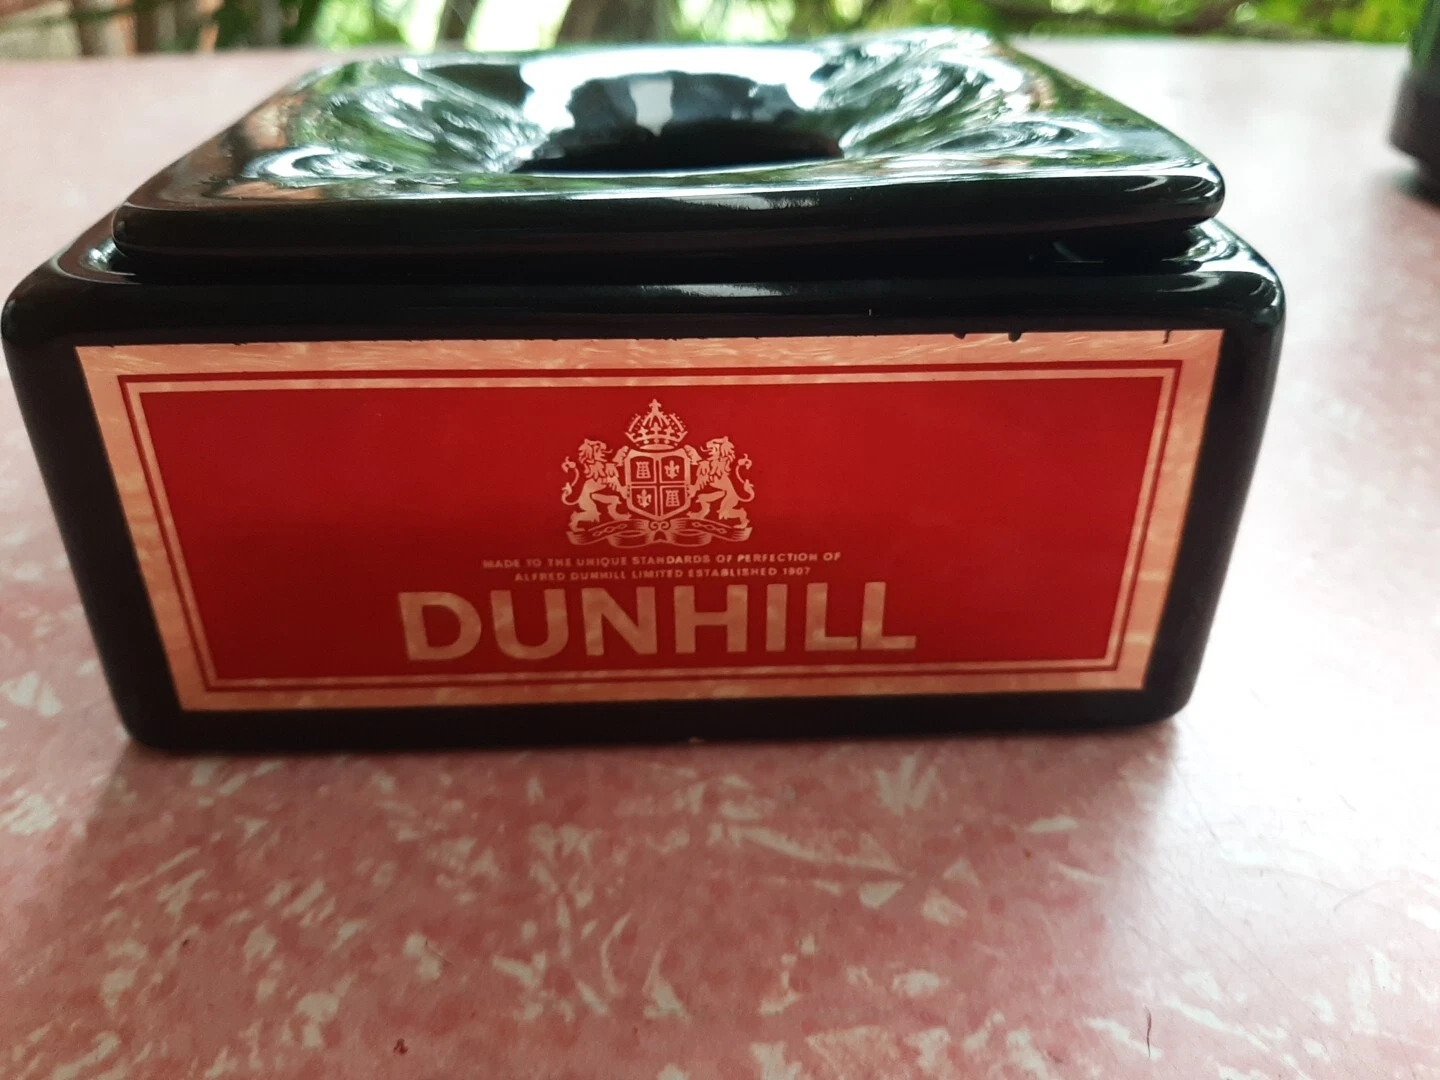 MADE TO THE UNIQUE STANDARDS OF PERFECTION OF
ALFRED DUNHILL LIMITED ESTABLISHED 1907
DUNHILL